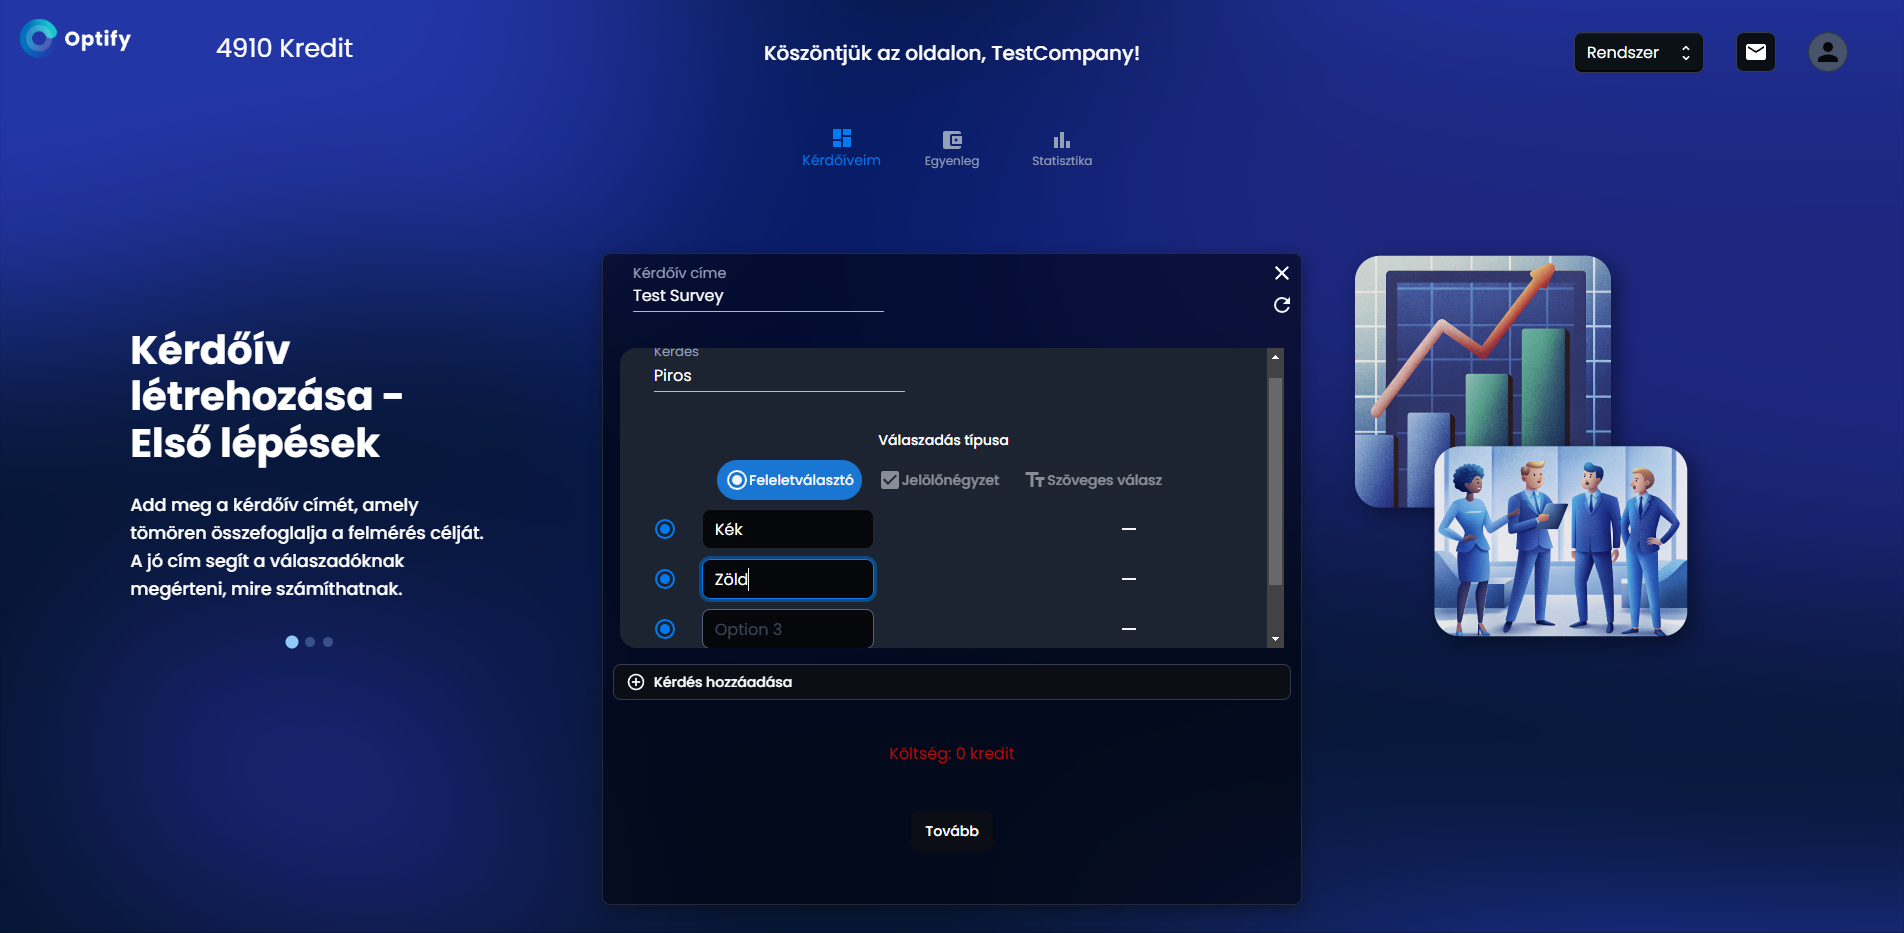 Optify
4910 Kredit
Köszöntjük az oldalon, TestCompany!
Rendszer
Kérdőíveim
Egyenleg
Statisztika
Kérdőív
létrehozása -
Első lépések
Add meg a kérdőív címét, amely
tömören összefoglalja a felmérés célját.
A jó cím segít a válaszadóknak
megérteni, mire számíthatnak.
Kérdőív címe
Test Survey
Kérdés
Piros
Válaszadás típusa
Feleletválasztó
Jelölőnégyzet
Szöveges válasz
Kék
Zöld
Option 3
Kérdés hozzáadása
Költség: 0 kredit
Tovább